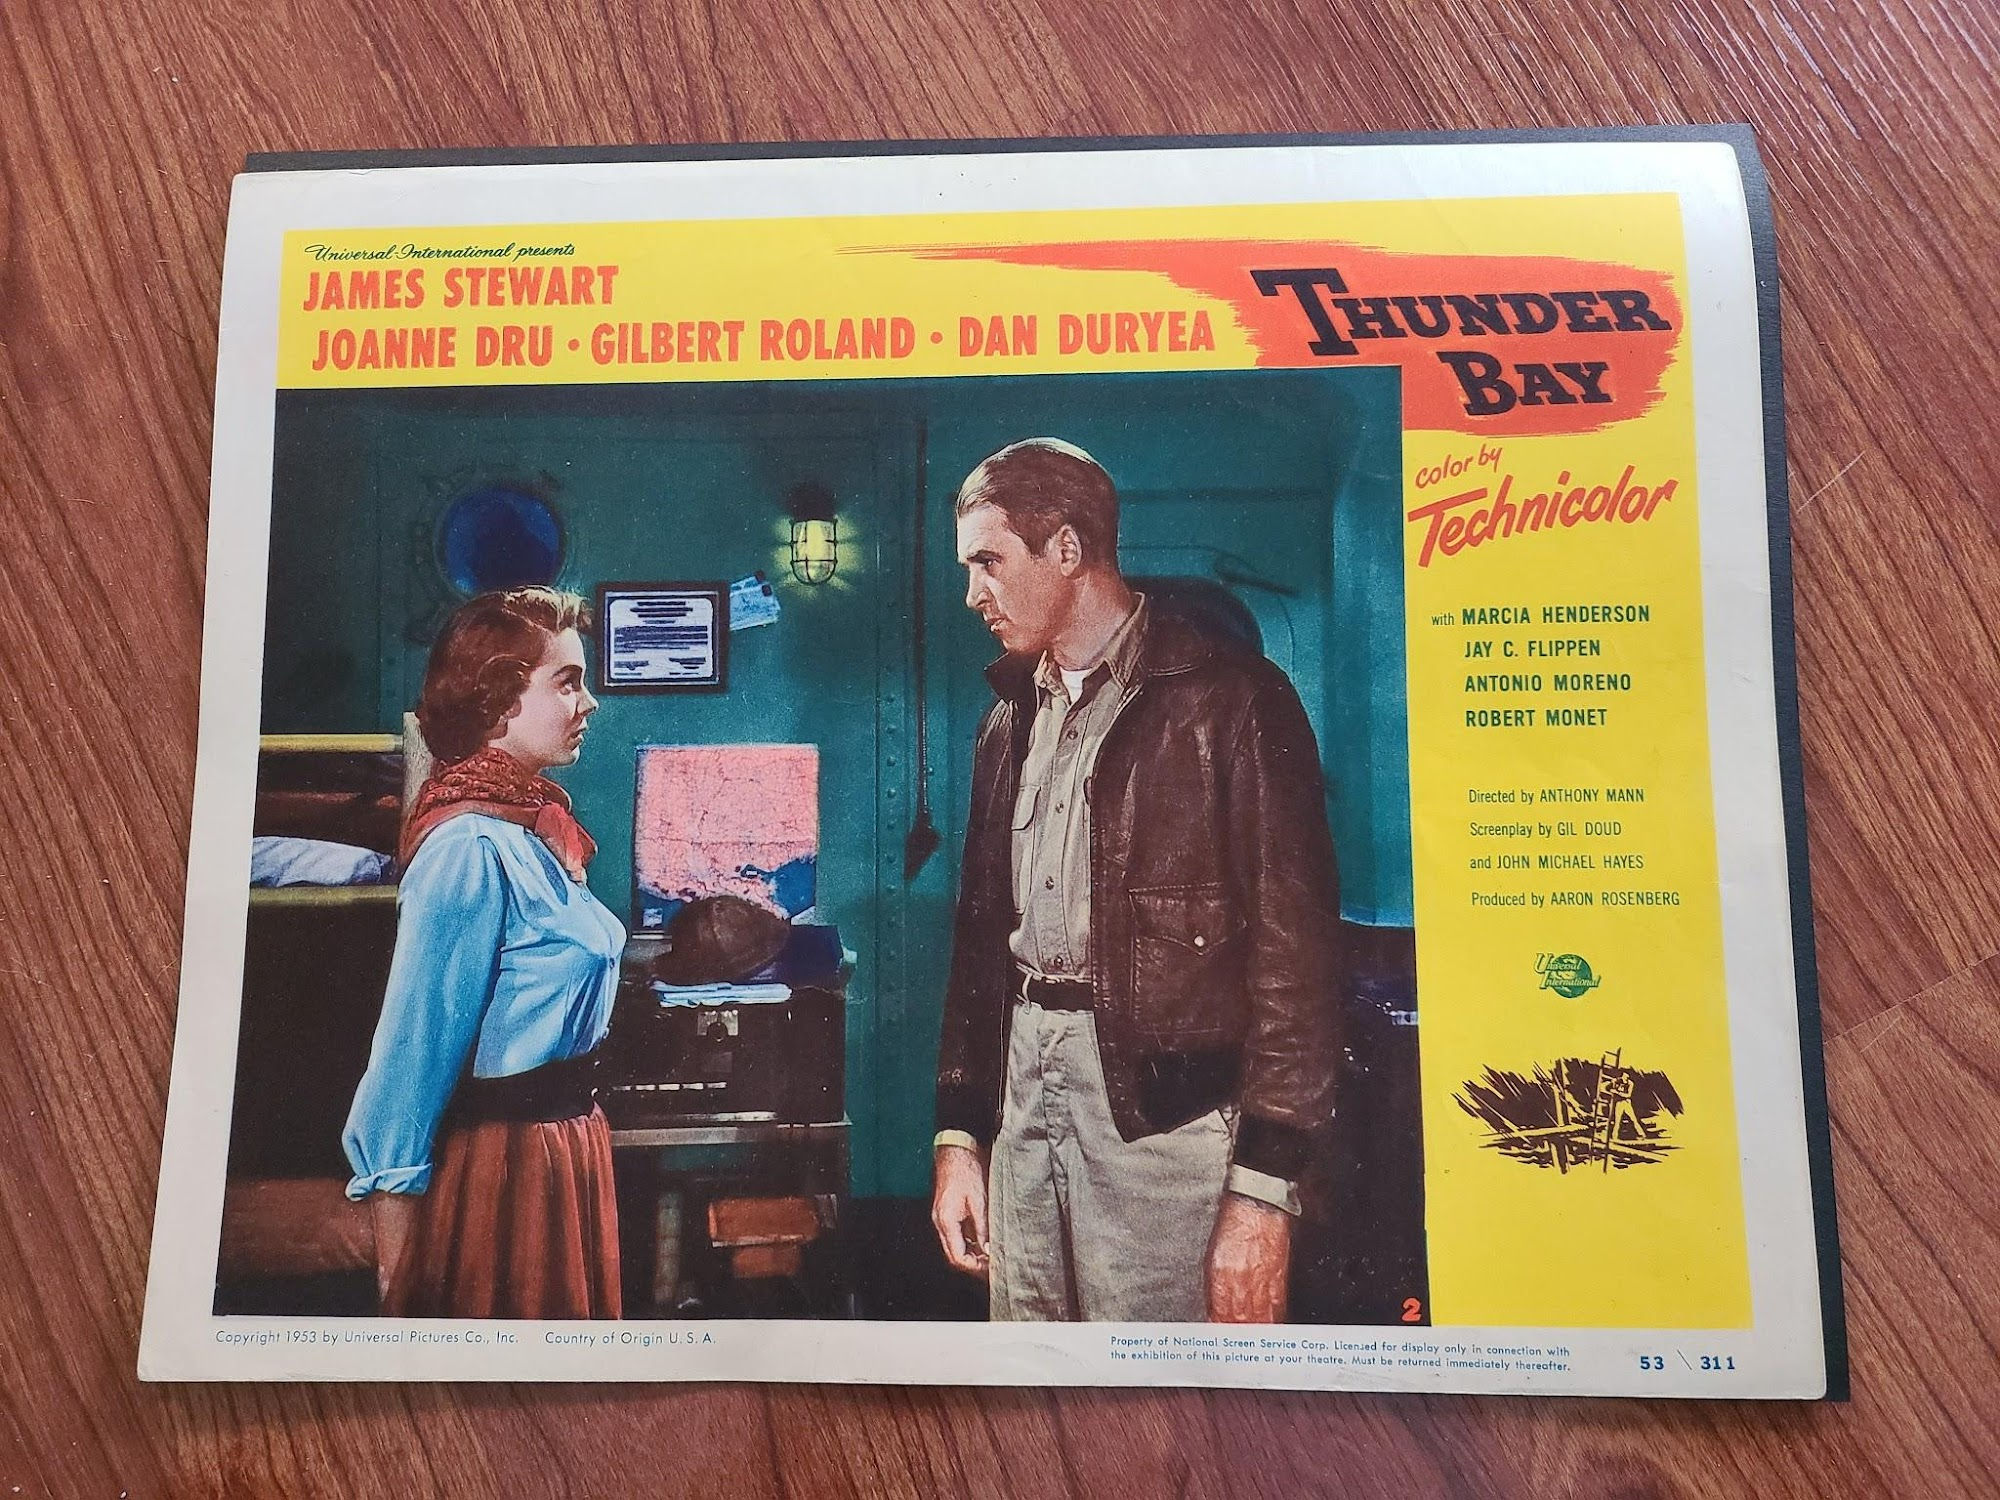 Universal-International presents
JAMES STEWART
JOANNE DRU • GILBERT ROLAND • DAN DURYEA
THUNDER
BAY
color by
Technicolor
with MARCIA HENDERSON
JAY C. FLIPPEN
ANTONIO MORENO
ROBERT MONET
Directed by ANTHONY MANN
Screenplay by GIL DOUD
and JOHN MICHAEL HAYES
Produced by AARON ROSENBERG
Universal
International
2
Copyright 1953 by Universal Pictures Co., Inc. Country of Origin U. S. A.
Property of National Screen Service Corp. Licensed for display only in connection with
the exhibition of this picture at your theatre. Must be returned immediately thereafter.
53 \ 311